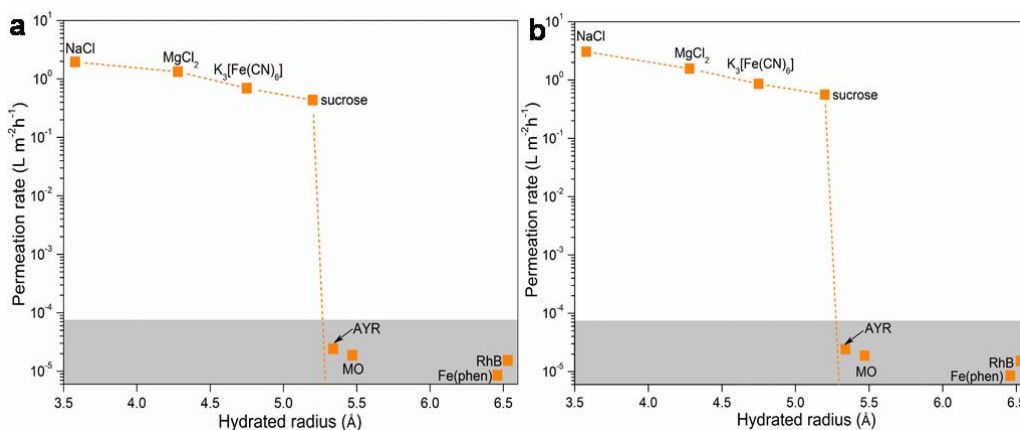 a
Permeation rate (L m⁻²h⁻¹)
10¹
10⁰
10⁻¹
10⁻²
10⁻³
10⁻⁴
10⁻⁵
NaCl
MgCl₂
K₃[Fe(CN)₆]
sucrose
AYR
MO
RhB
Fe(phen)
3.5 4.0 4.5 5.0 5.5 6.0 6.5
Hydrated radius (Å)
b
Permeation rate (L m⁻²h⁻¹)
10¹
10⁰
10⁻¹
10⁻²
10⁻³
10⁻⁴
10⁻⁵
NaCl
MgCl₂
K₃[Fe(CN)₆]
sucrose
AYR
MO
RhB
Fe(phen)
3.5 4.0 4.5 5.0 5.5 6.0 6.5
Hydrated radius (Å)